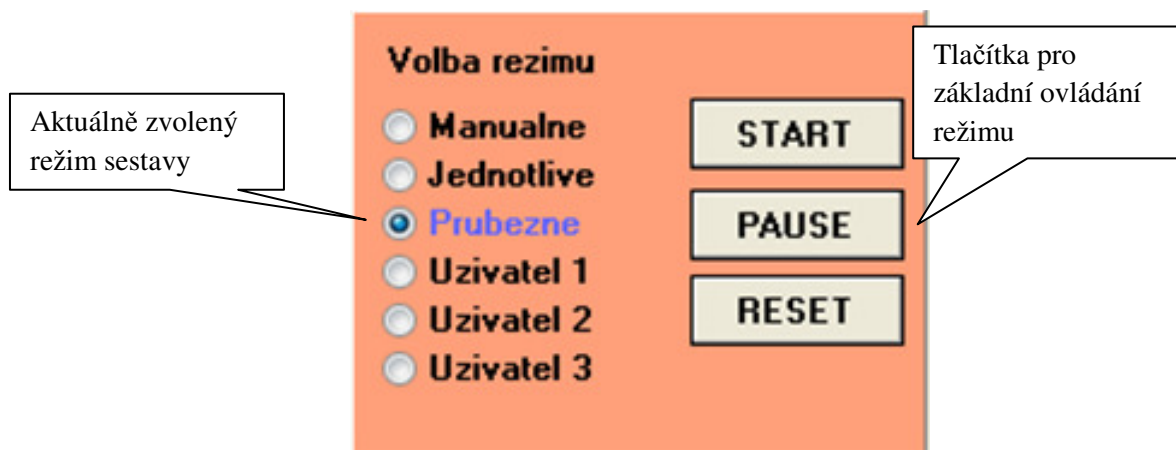 Volba rezimu
Aktuálně zvolený
režim sestavy
Manualne
Jednotlive
Prubezne
Uzivatel 1
Uzivatel 2
Uzivatel 3
START
PAUSE
RESET
Tlačítka pro
základní ovládání
režimu